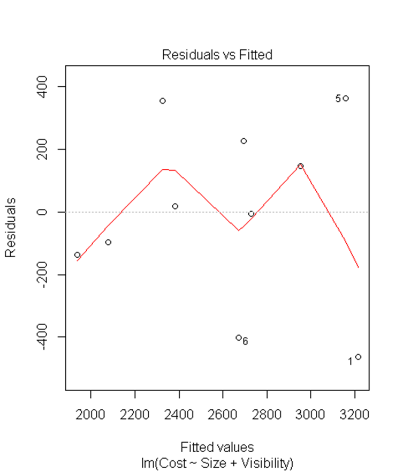 Residuals vs Fitted
400
200
0
-200
-400
Residuals
5
6
1
2000 2200 2400 2600 2800 3000 3200
Fitted values
lm(Cost ~ Size + Visibility)